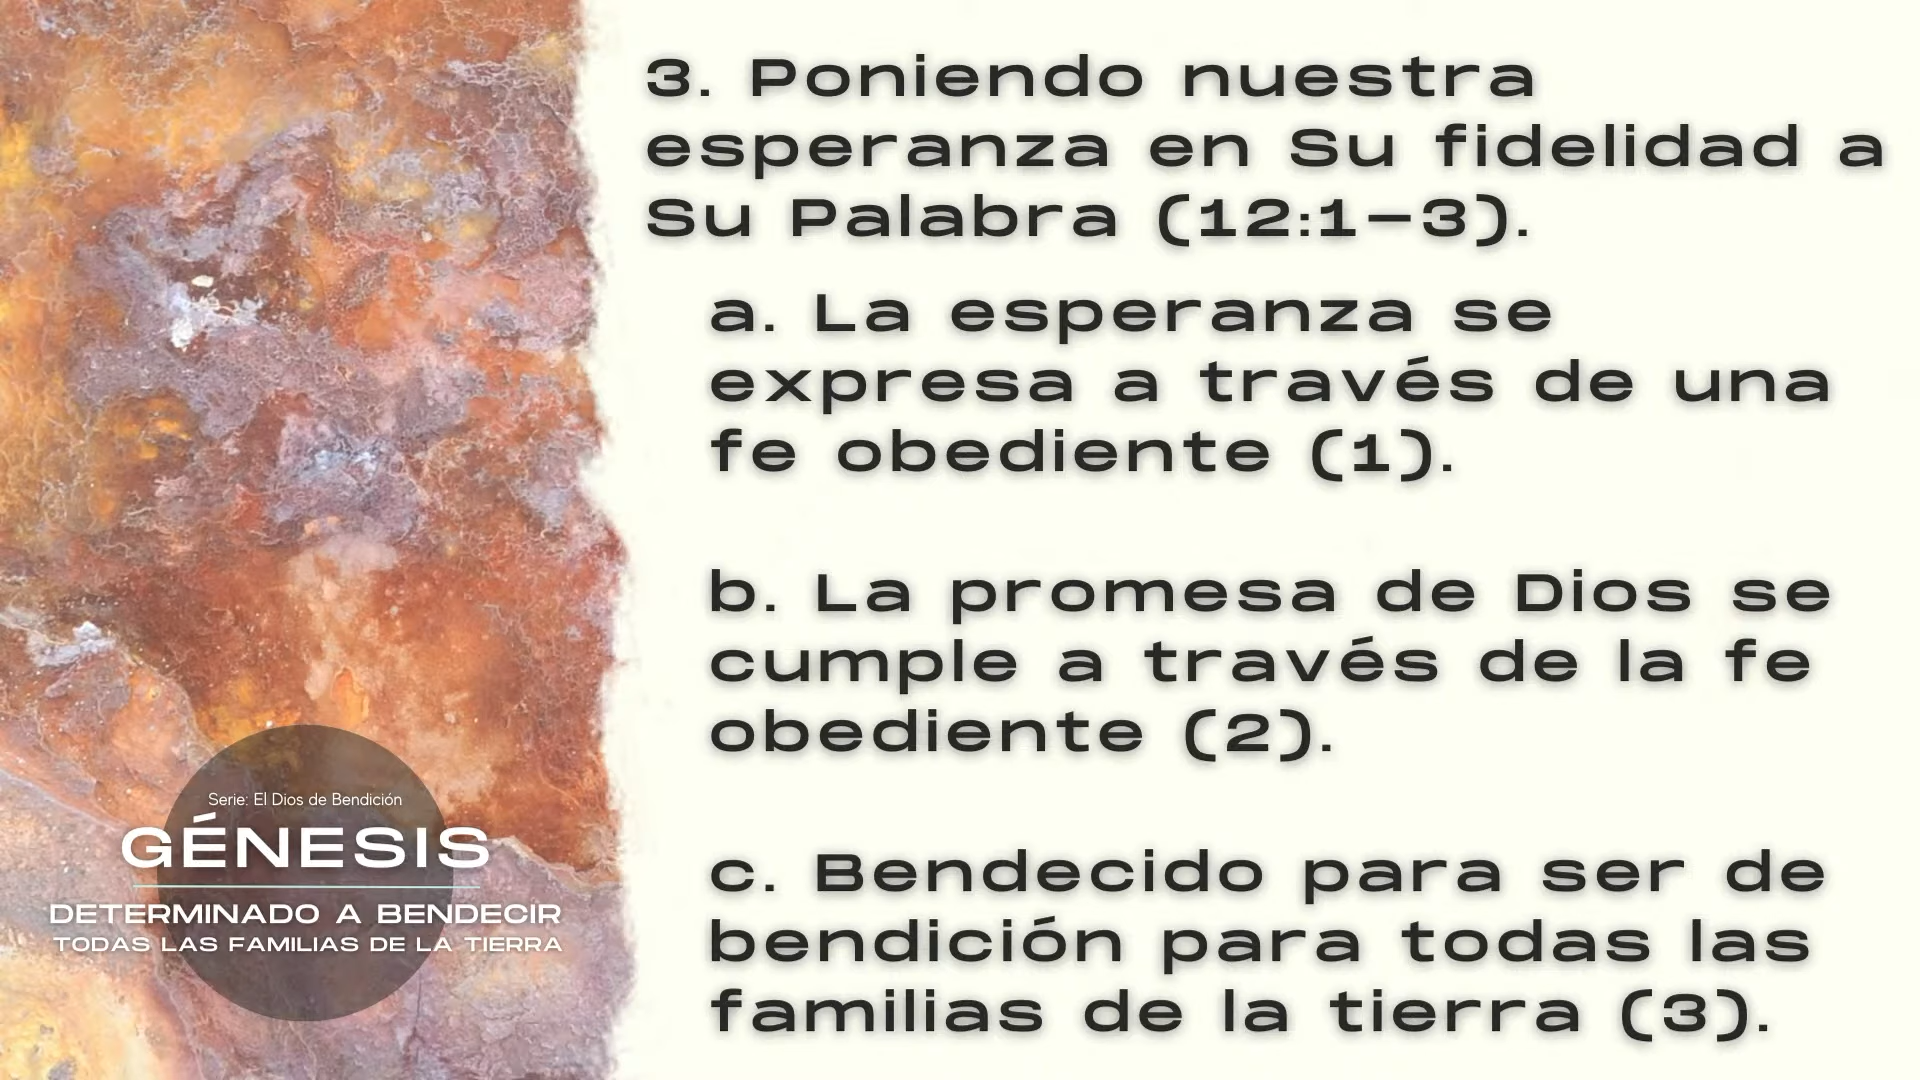 3. Poniendo nuestra
esperanza en Su fidelidad a
Su Palabra (12:1-3).
a. La esperanza se
expresa a través de una
fe obediente (1).
b. La promesa de Dios se
cumple a través de la fe
obediente (2).
c. Bendecido para ser de
bendición para todas las
familias de la tierra (3).
Serie: El Dios de Bendición
GÉNESIS
DETERMINADO A BENDECIR
TODAS LAS FAMILIAS DE LA TIERRA